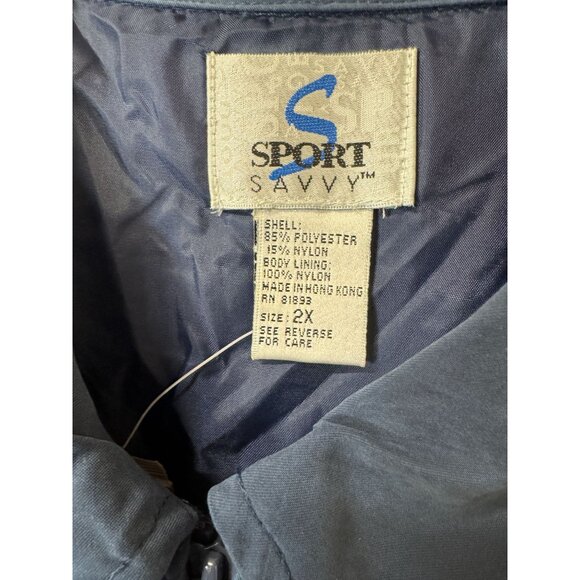 S
SPORT
SAVVY™
SHELL:
85% POLYESTER
15% NYLON
BODY LINING:
100% NYLON
MADE IN HONG KONG
RN 81893
SIZE: 2X
SEE REVERSE
FOR CARE